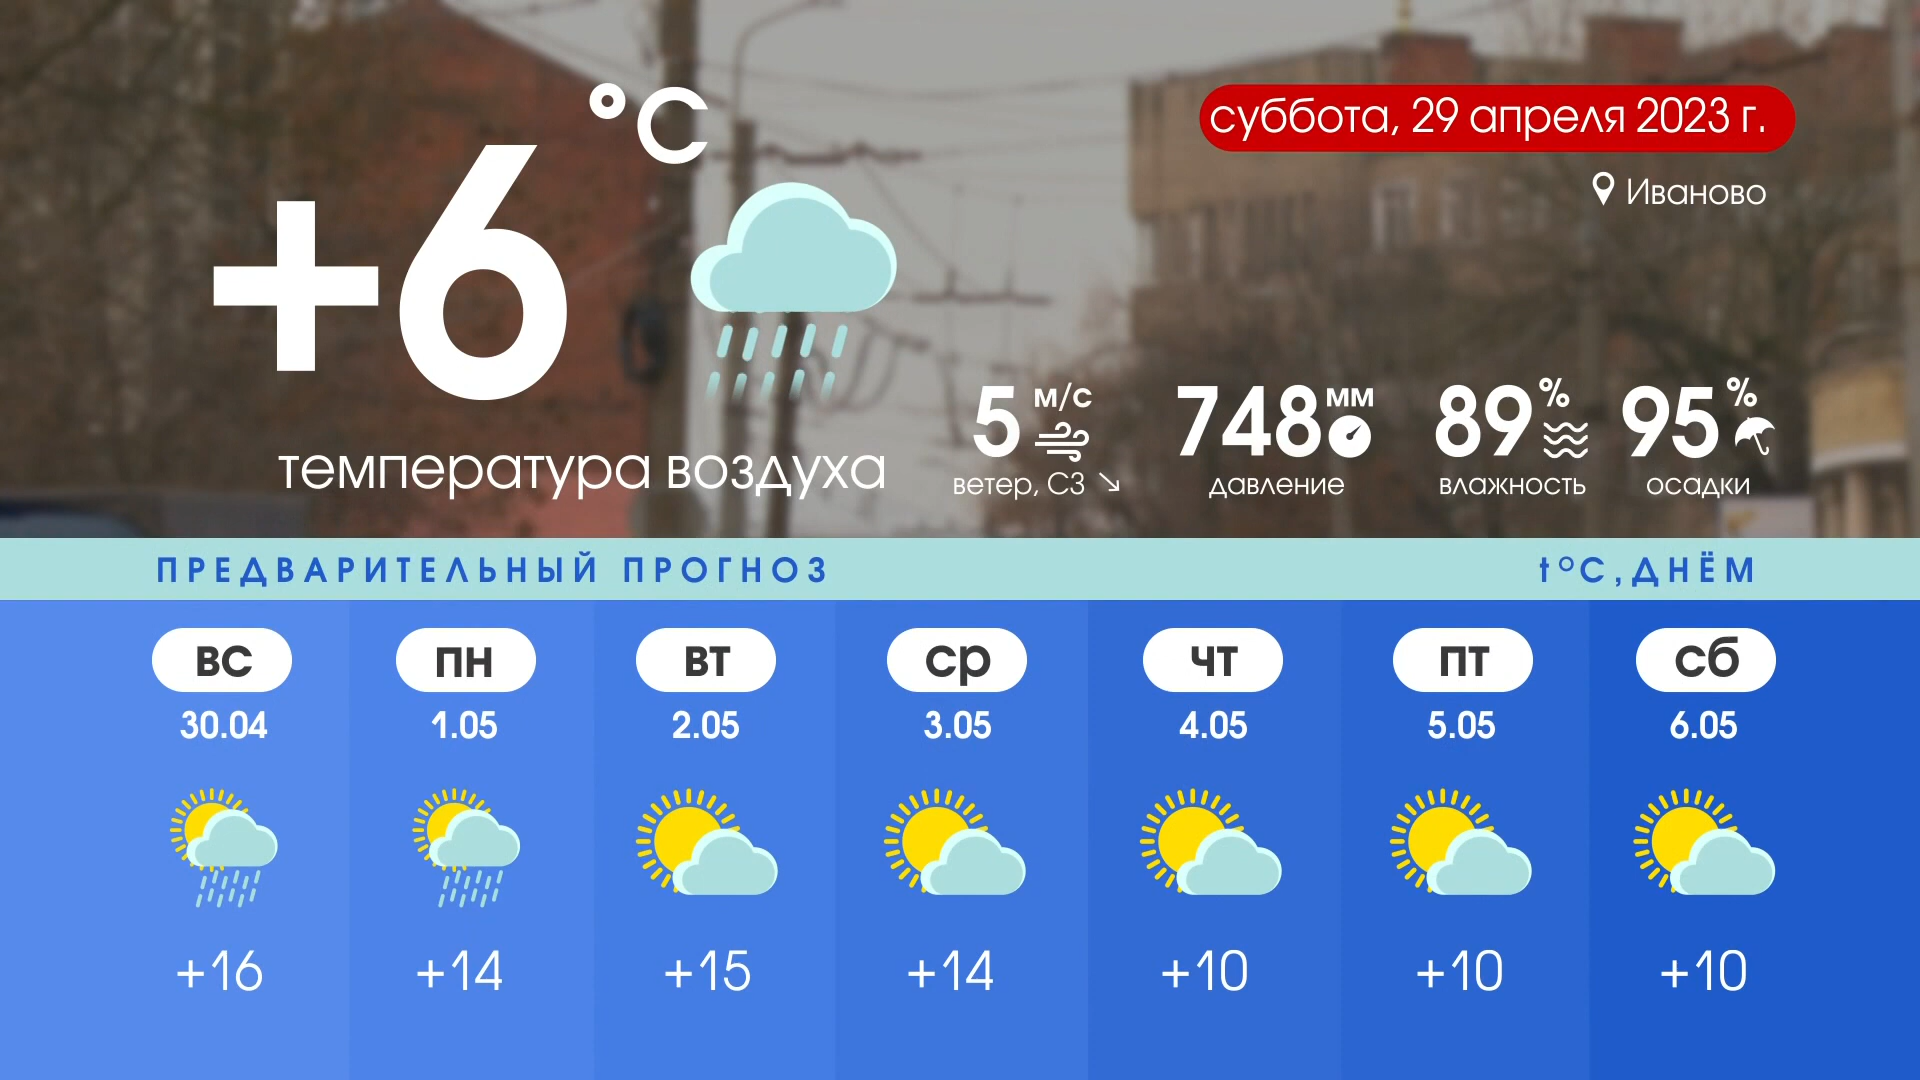 +6 °C
температура воздуха
суббота, 29 апреля 2023 г.
Иваново
5 м/с 748 мм 89 % 95 %
ветер, СЗ ↘ давление влажность осадки
ПРЕДВАРИТЕЛЬНЫЙ ПРОГНОЗ t°C, ДНЁМ
вс пн вт ср чт пт сб
30.04 1.05 2.05 3.05 4.05 5.05 6.05
+16 +14 +15 +14 +10 +10 +10